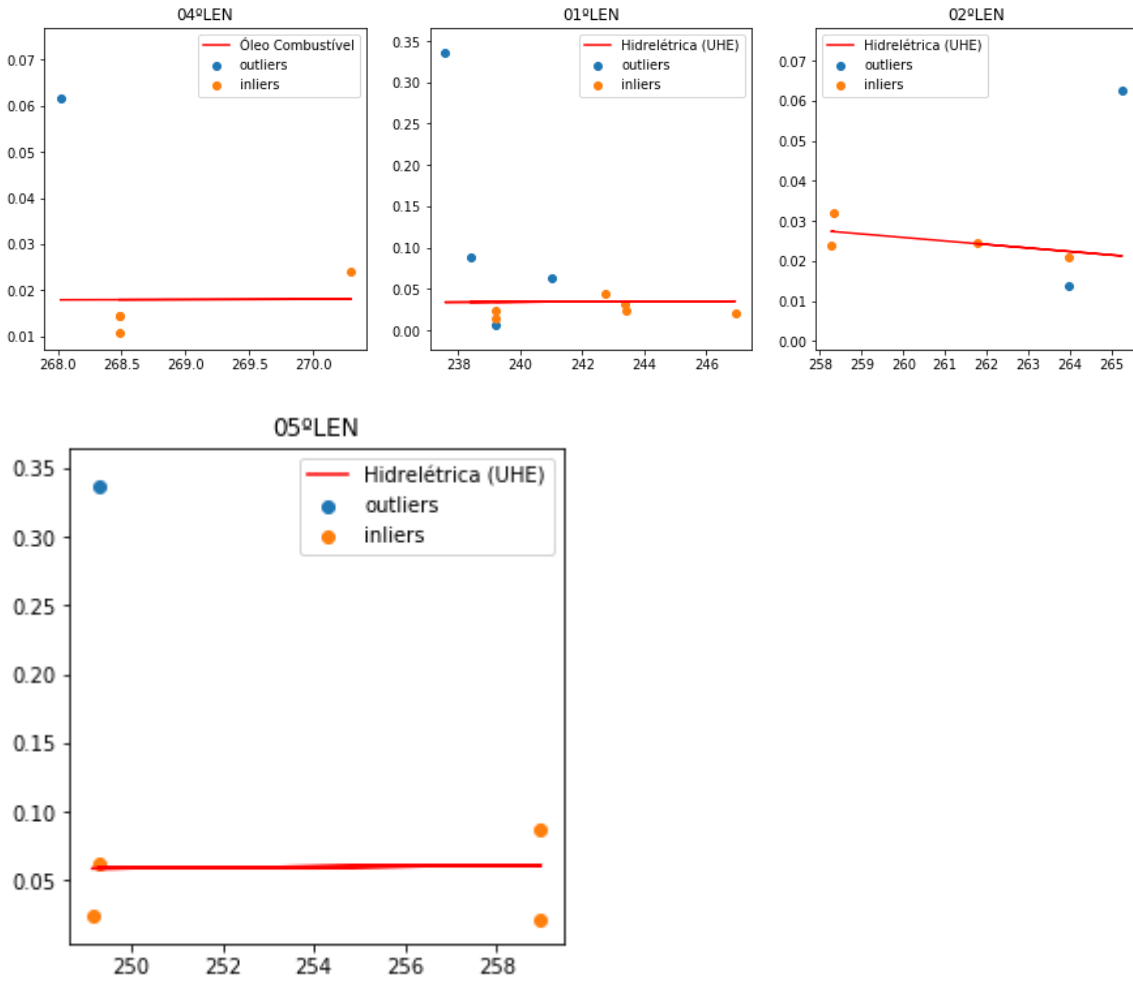 04ºLEN
Óleo Combustível
outliers
inliers
0.07
0.06
0.05
0.04
0.03
0.02
0.01
268.0 268.5 269.0 269.5 270.0
01ºLEN
Hidrelétrica (UHE)
outliers
inliers
0.35
0.30
0.25
0.20
0.15
0.10
0.05
0.00
238 240 242 244 246
02ºLEN
Hidrelétrica (UHE)
outliers
inliers
0.07
0.06
0.05
0.04
0.03
0.02
0.01
0.00
258 259 260 261 262 263 264 265
05ºLEN
Hidrelétrica (UHE)
outliers
inliers
0.35
0.30
0.25
0.20
0.15
0.10
0.05
250 252 254 256 258